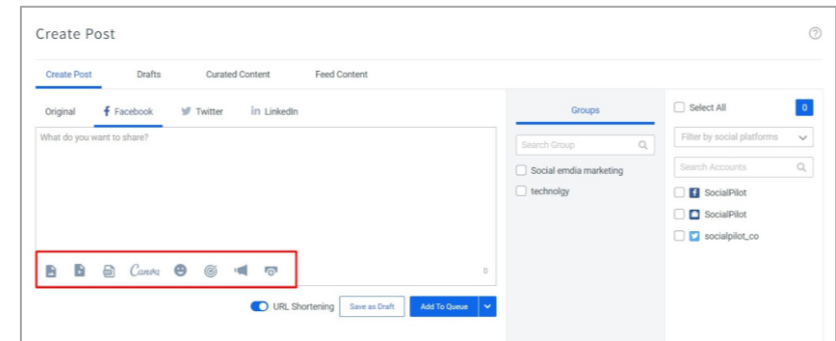 Create Post
Create Post Drafts Curated Content Feed Content
Original Facebook Twitter in LinkedIn
What do you want to share?
Canva
0
URL Shortening Save as Draft Add To Queue
Groups
Search Group
Social emdia marketing
technolgy
Select All 0
Filter by social platforms
Search Accounts
SocialPilot
SocialPilot
socialpilot_co